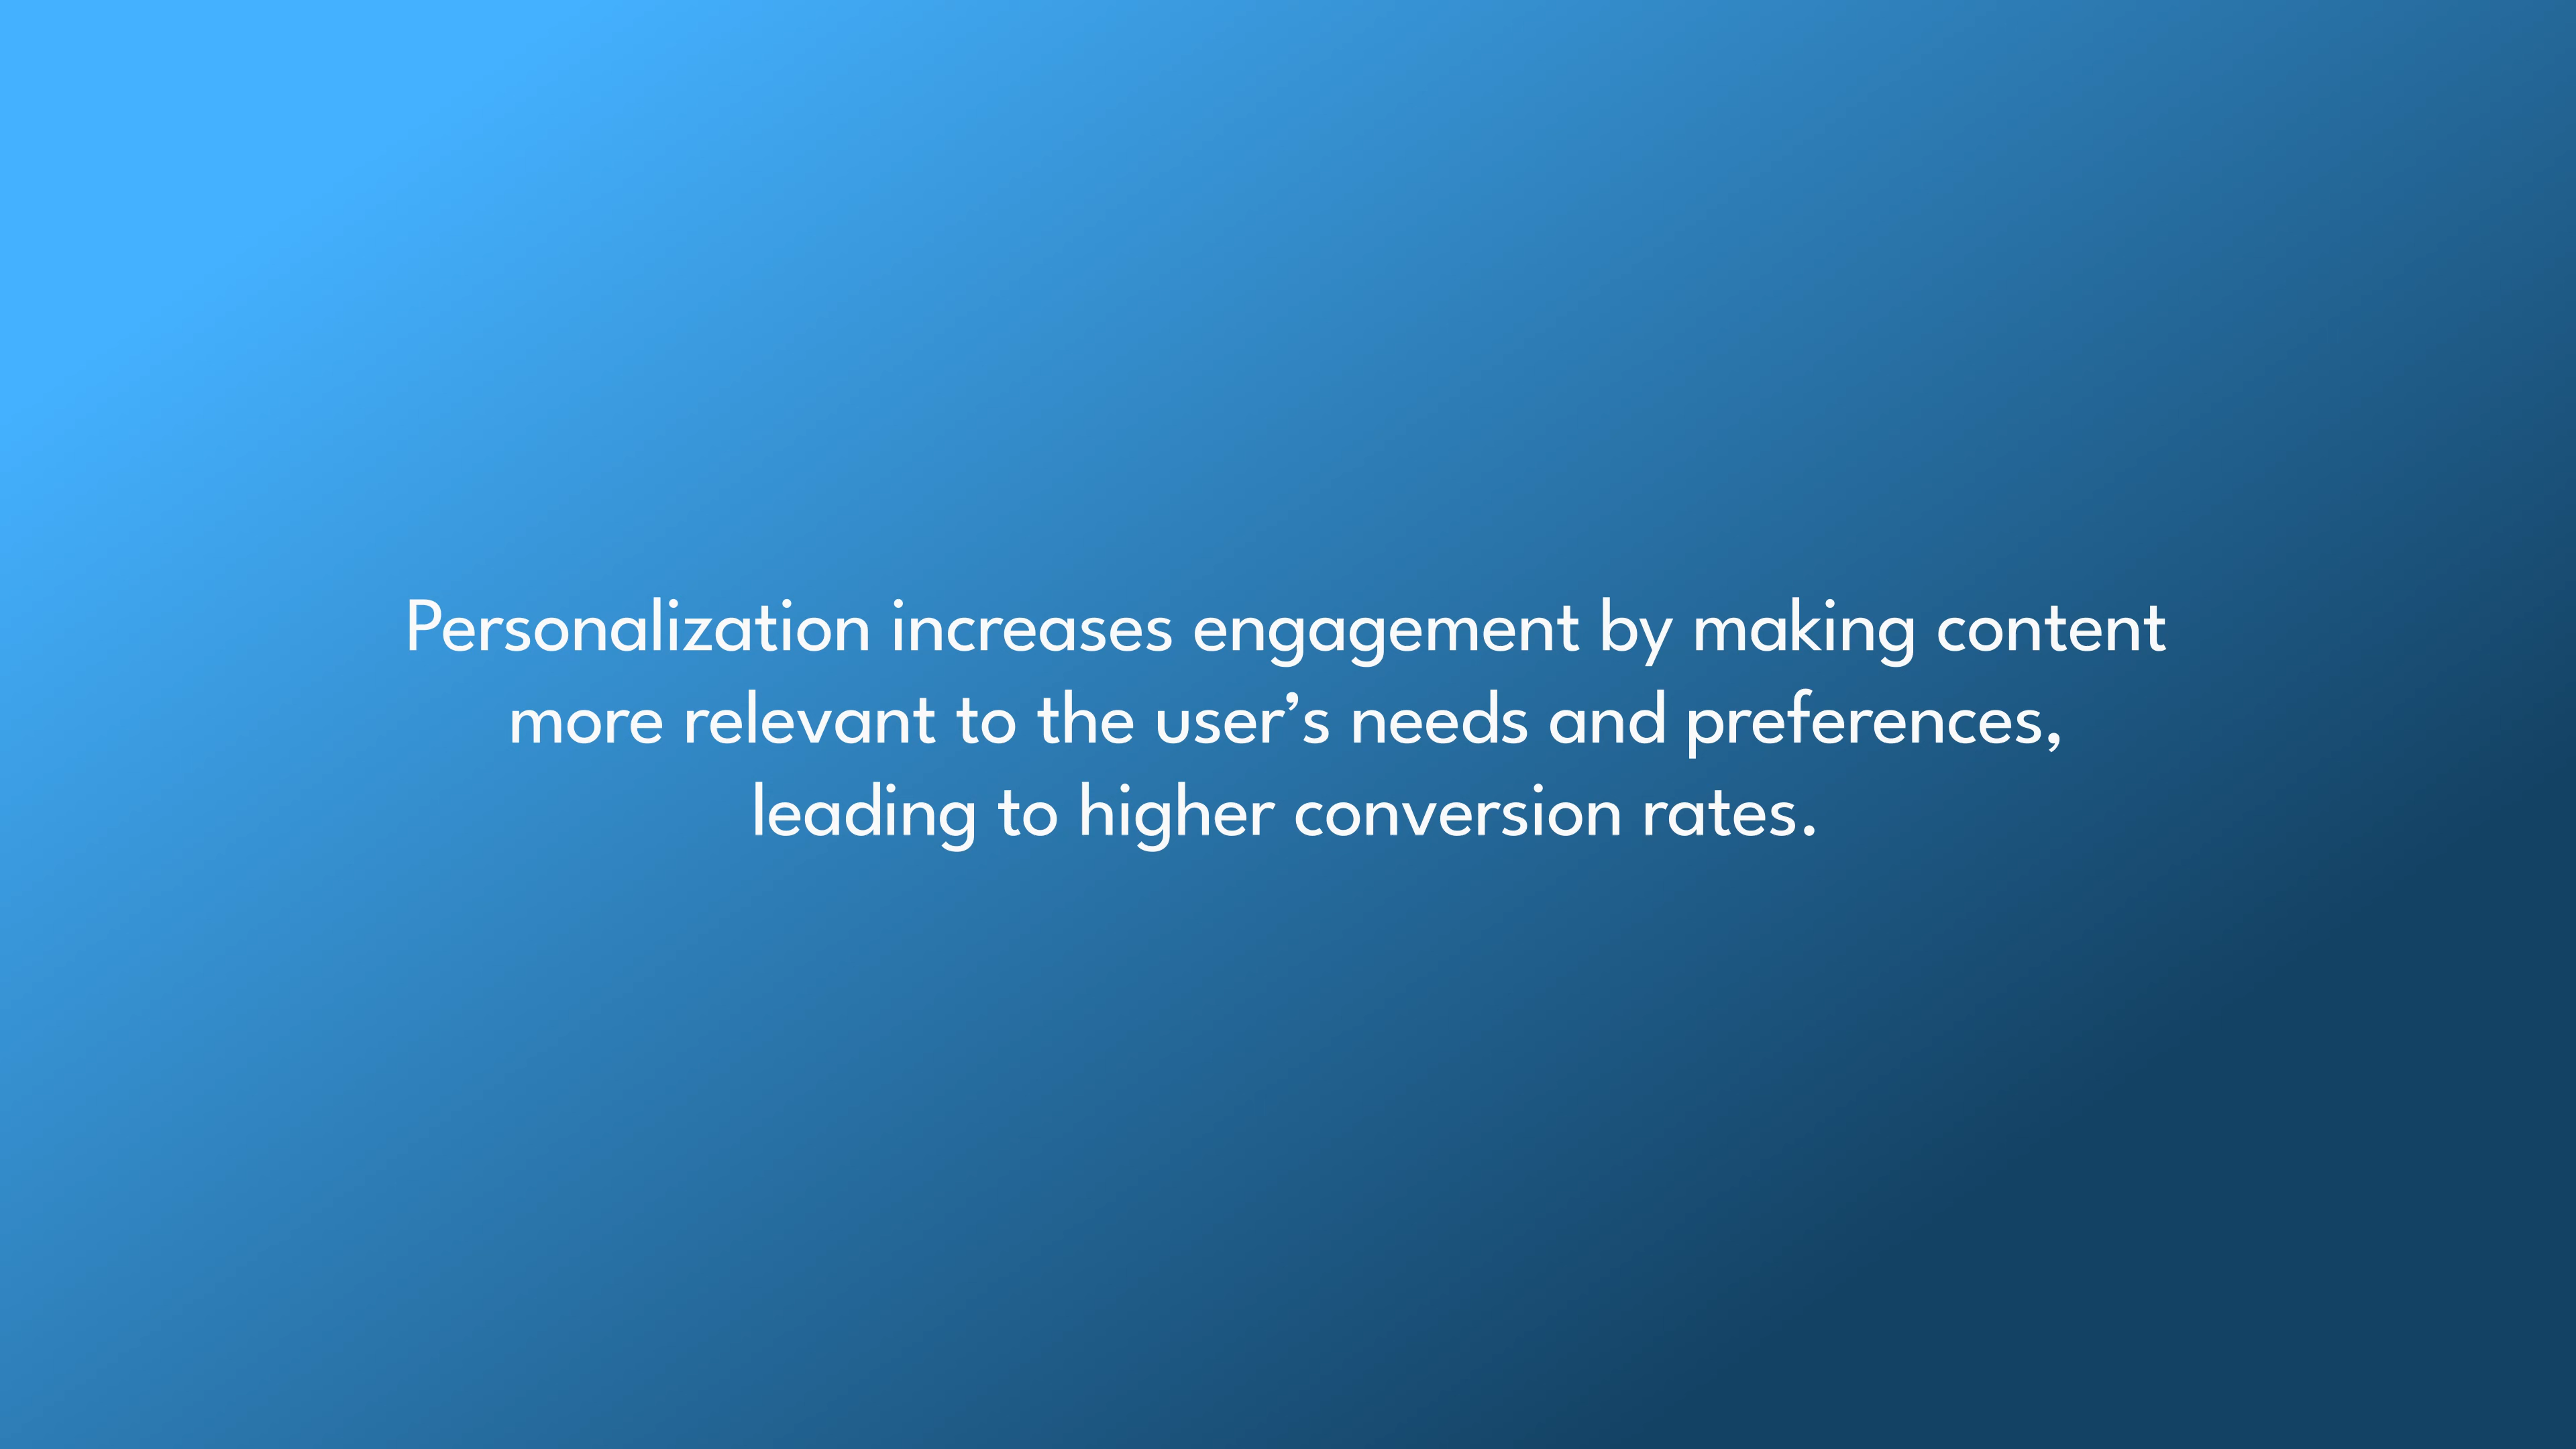 Personalization increases engagement by making content
more relevant to the user’s needs and preferences,
leading to higher conversion rates.